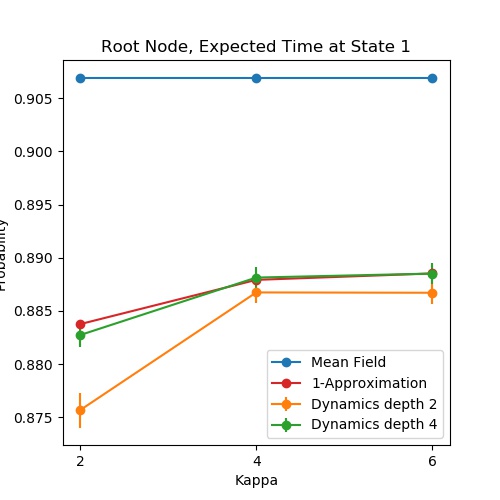 Root Node, Expected Time at State 1
Probability
0.905
0.900
0.895
0.890
0.885
0.880
0.875
2
4
6
Kappa
Mean Field
1-Approximation
Dynamics depth 2
Dynamics depth 4